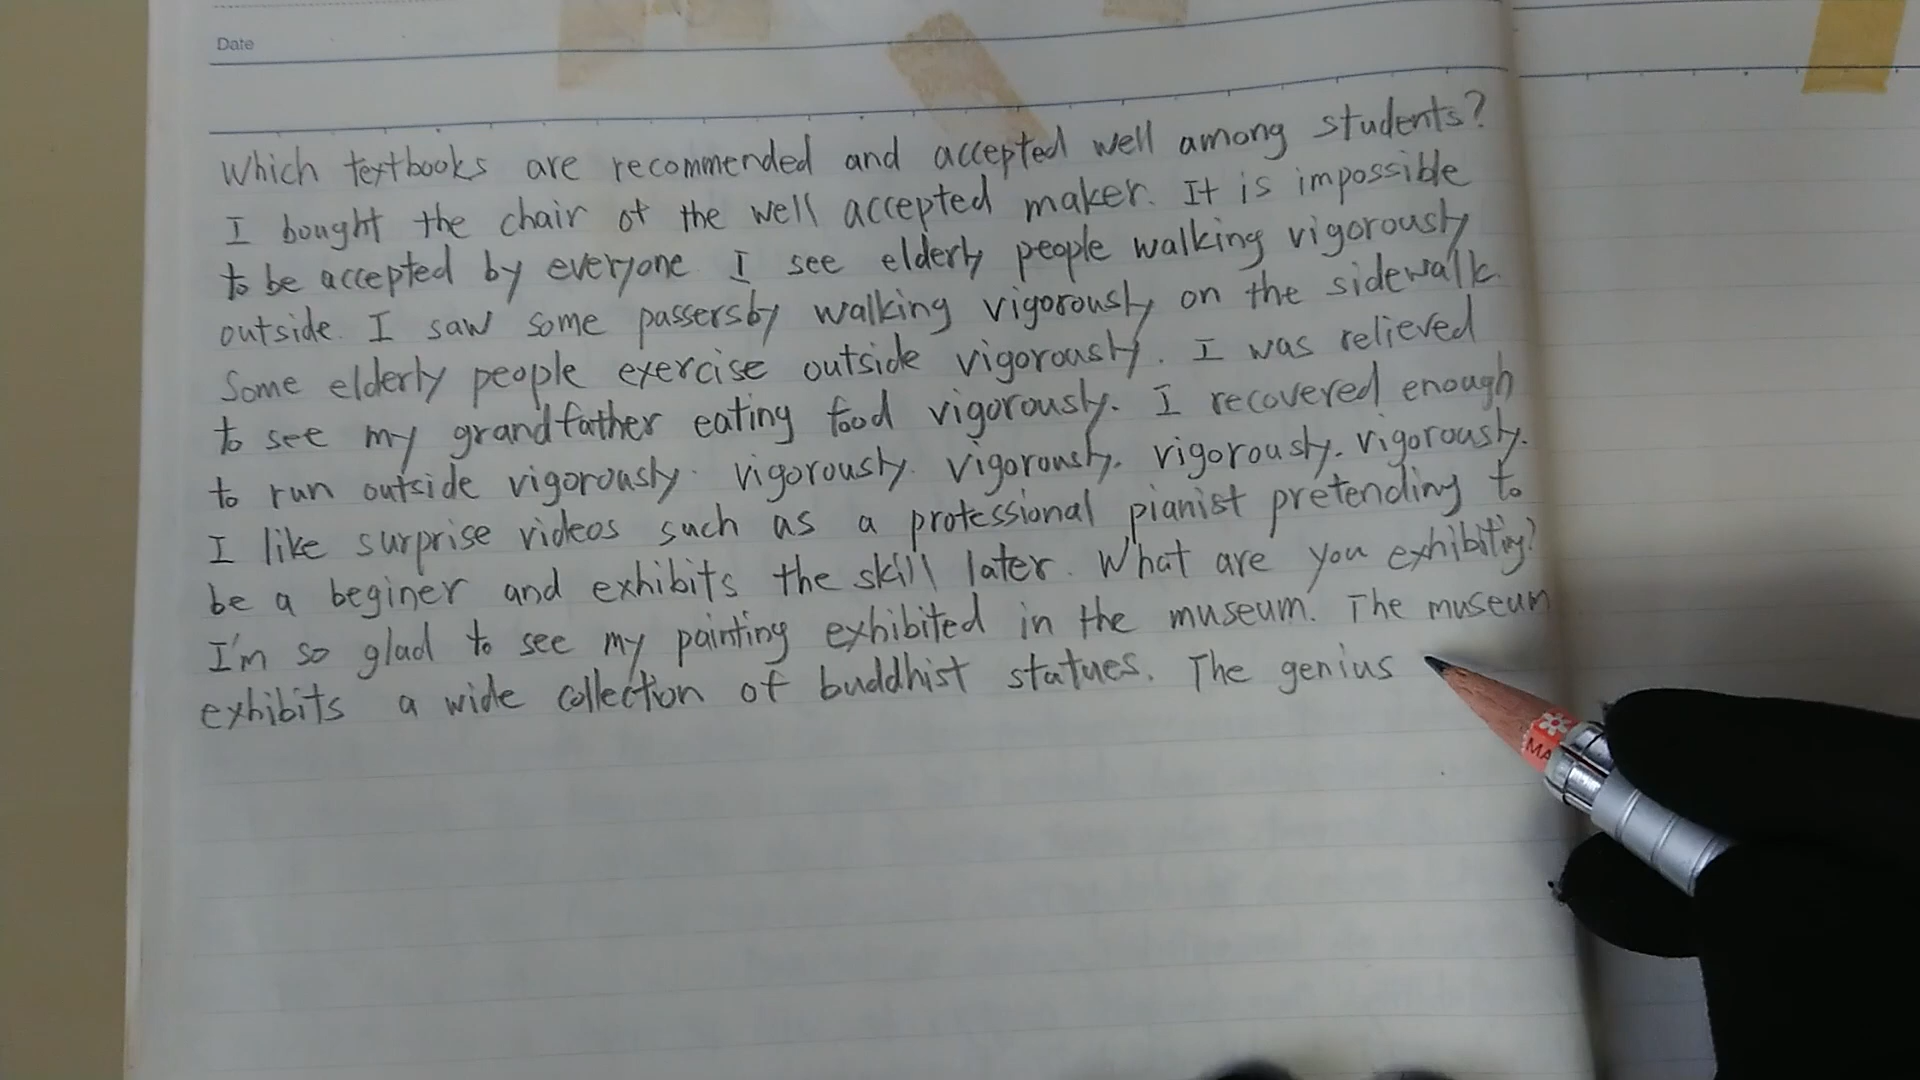 Date
Which textbooks are recommended and accepted well among students?
I bought the chair of the well accepted maker. It is impossible
to be accepted by everyone. I see elderly people walking vigorously
outside. I saw some passersby walking vigorously on the sidewalk.
Some elderly people exercise outside vigorously. I was relieved
to see my grandfather eating food vigorously. I recovered enough
to run outside vigorously. vigorously. vigorously. vigorously. vigorously.
I like surprise videos such as a professional pianist pretending to
be a beginer and exhibits the skill later. What are you exhibiting?
I'm so glad to see my painting exhibited in the museum. The museum
exhibits a wide collection of buddhist statues. The genius
MA